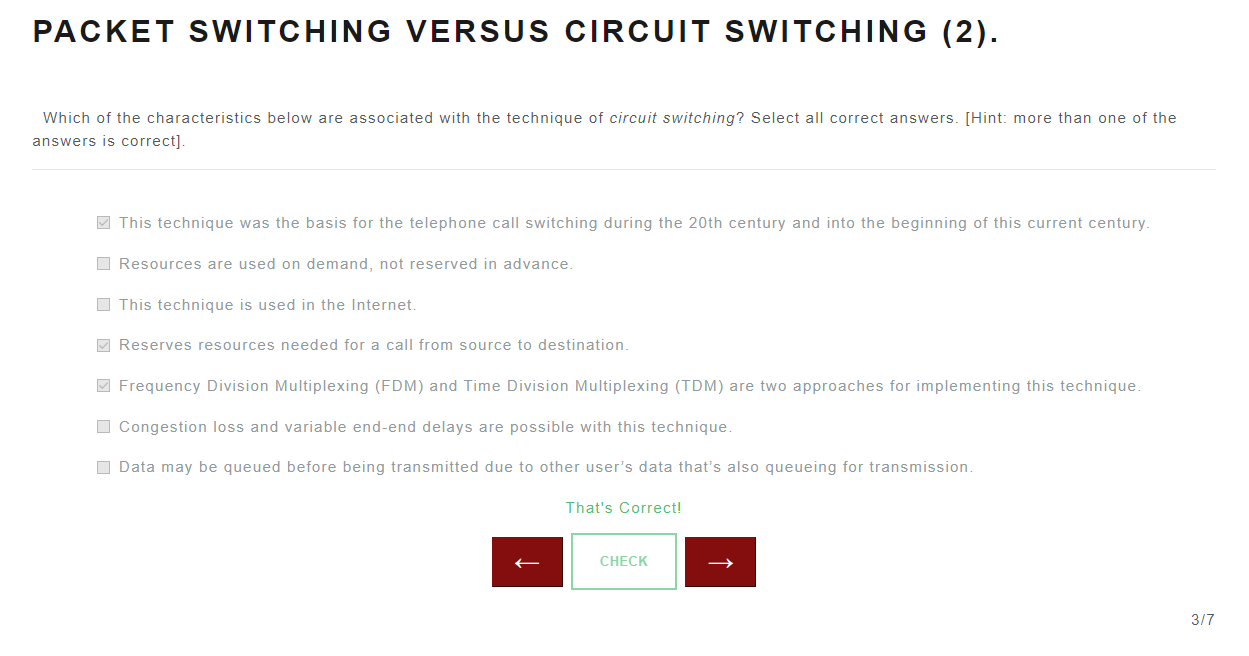 PACKET SWITCHING VERSUS CIRCUIT SWITCHING (2).
Which of the characteristics below are associated with the technique of circuit switching? Select all correct answers. [Hint: more than one of the
answers is correct].
This technique was the basis for the telephone call switching during the 20th century and into the beginning of this current century.
Resources are used on demand, not reserved in advance.
This technique is used in the Internet.
Reserves resources needed for a call from source to destination.
Frequency Division Multiplexing (FDM) and Time Division Multiplexing (TDM) are two approaches for implementing this technique.
Congestion loss and variable end-end delays are possible with this technique.
Data may be queued before being transmitted due to other user’s data that’s also queueing for transmission.
That's Correct!
← CHECK →
3/7